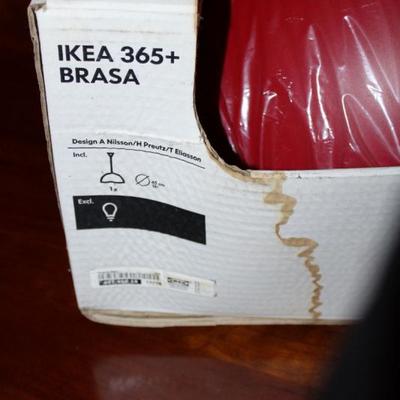 IKEA 365+
BRASA
Design A Nilsson/H Preutz/T Eliasson
Incl.
1x
Excl.